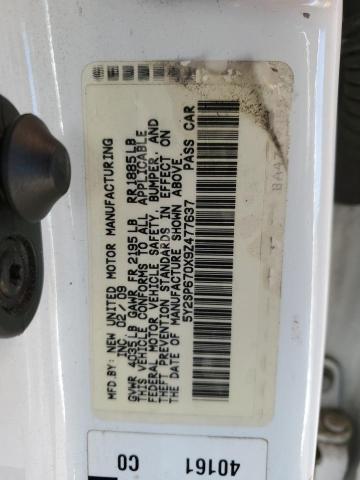 MFD.BY: NEW UNITED MOTOR MANUFACTURING
INC. 02/09
GVWR 4035LB GAWR FR 2195LB RR 1885LB
THIS VEHICLE CONFORMS TO ALL APPLICABLE
FEDERAL MOTOR VEHICLE SAFETY, BUMPER, AND
THEFT PREVENTION STANDARDS IN EFFECT ON
THE DATE OF MANUFACTURE SHOWN ABOVE.
5Y2SP670X9Z477637 PASS CAR
40161
C0